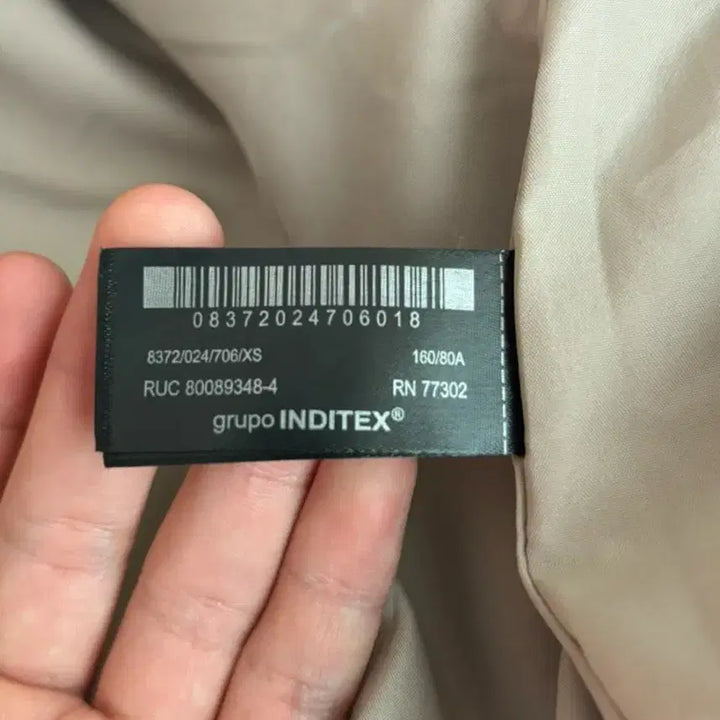 08372024706018
8372/024/706/XS 160/80A
RUC 80089348-4 RN 77302
grupo INDITEX®